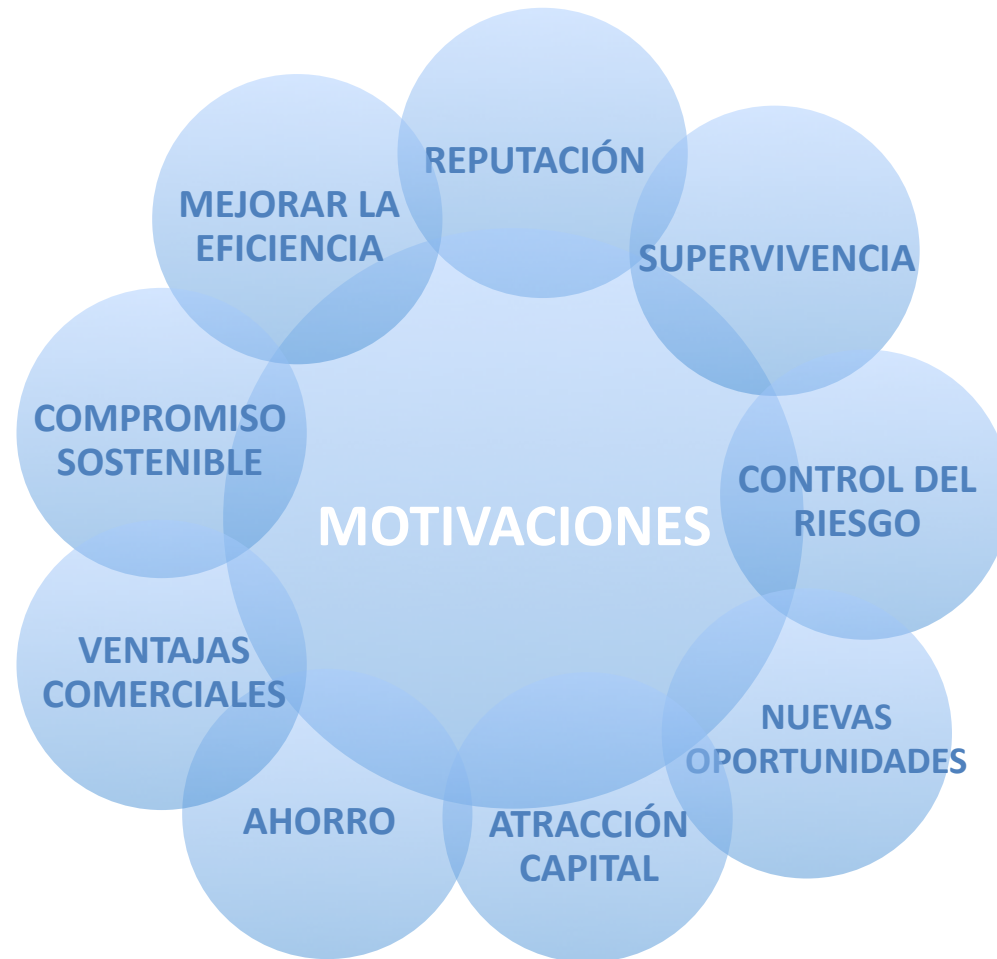 REPUTACIÓN
MEJORAR LA
EFICIENCIA
SUPERVIVENCIA
COMPROMISO
SOSTENIBLE
CONTROL DEL
RIESGO
MOTIVACIONES
VENTAJAS
COMERCIALES
NUEVAS
OPORTUNIDADES
AHORRO
ATRACCIÓN
CAPITAL